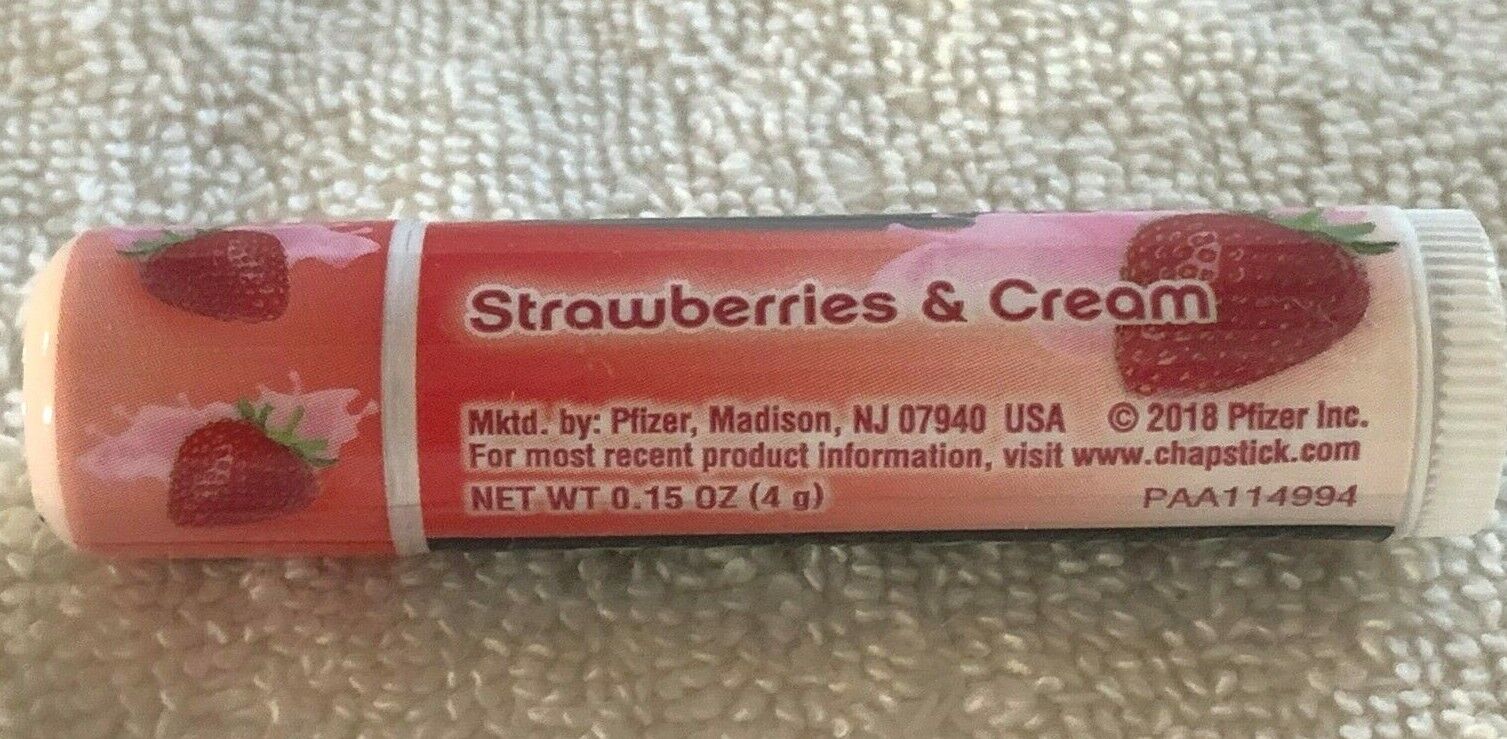 Strawberries & Cream
Mktd. by: Pfizer, Madison, NJ 07940 USA © 2018 Pfizer Inc.
For most recent product information, visit www.chapstick.com
NET WT 0.15 OZ (4 g) PAA114994